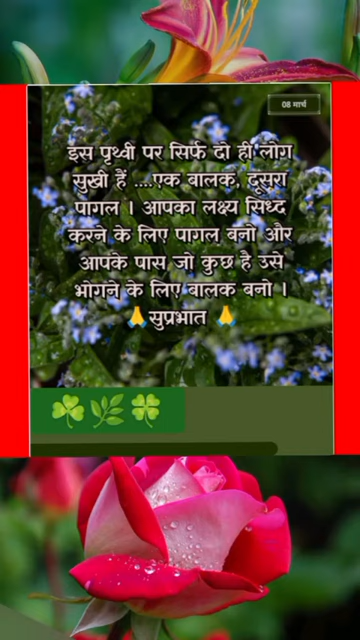 08 मार्च
इस पृथ्वी पर सिर्फ दो ही लोग
सुखी हैं ....एक बालक, दूसरा
पागल । आपका लक्ष्य सिध्द
करने के लिए पागल बनो और
आपके पास जो कुछ है उसे
भोगने के लिए बालक बनो ।
🙏सुप्रभात 🙏